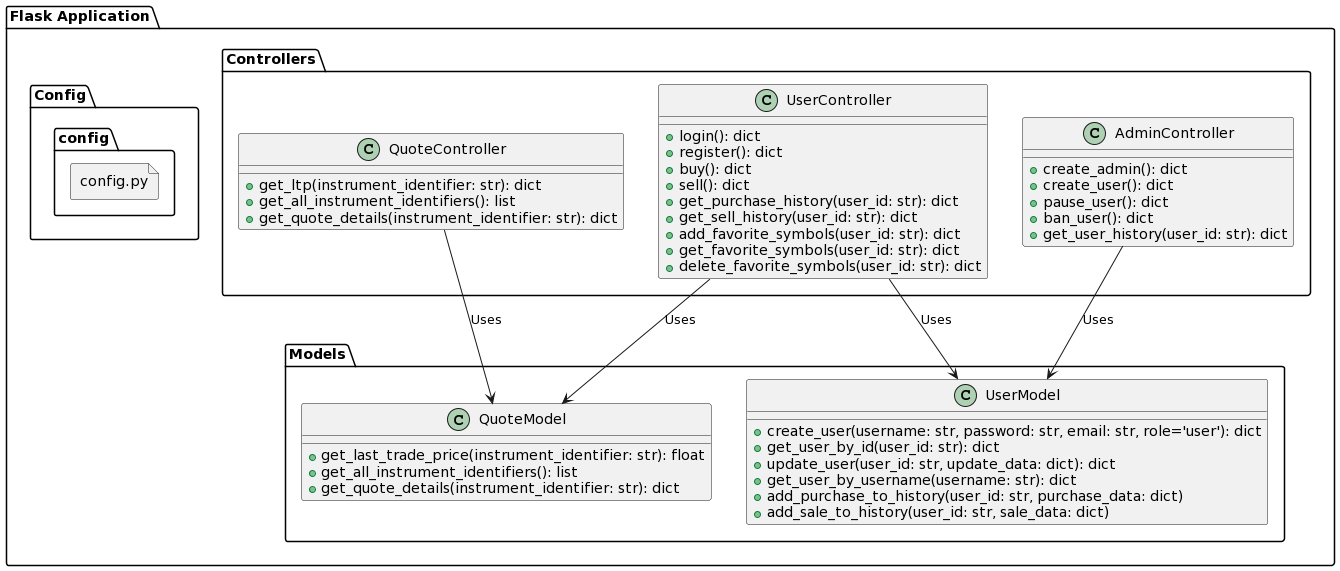 Flask Application
Controllers
Config
config
config.py
C QuoteController
get_ltp(instrument_identifier: str): dict
get_all_instrument_identifiers(): list
get_quote_details(instrument_identifier: str): dict
C UserController
login(): dict
register(): dict
buy(): dict
sell(): dict
get_purchase_history(user_id: str): dict
get_sell_history(user_id: str): dict
add_favorite_symbols(user_id: str): dict
get_favorite_symbols(user_id: str): dict
delete_favorite_symbols(user_id: str): dict
C AdminController
create_admin(): dict
create_user(): dict
pause_user(): dict
ban_user(): dict
get_user_history(user_id: str): dict
Uses
Uses
Uses
Uses
Models
C QuoteModel
get_last_trade_price(instrument_identifier: str): float
get_all_instrument_identifiers(): list
get_quote_details(instrument_identifier: str): dict
C UserModel
create_user(username: str, password: str, email: str, role='user'): dict
get_user_by_id(user_id: str): dict
update_user(user_id: str, update_data: dict): dict
get_user_by_username(username: str): dict
add_purchase_to_history(user_id: str, purchase_data: dict)
add_sale_to_history(user_id: str, sale_data: dict)